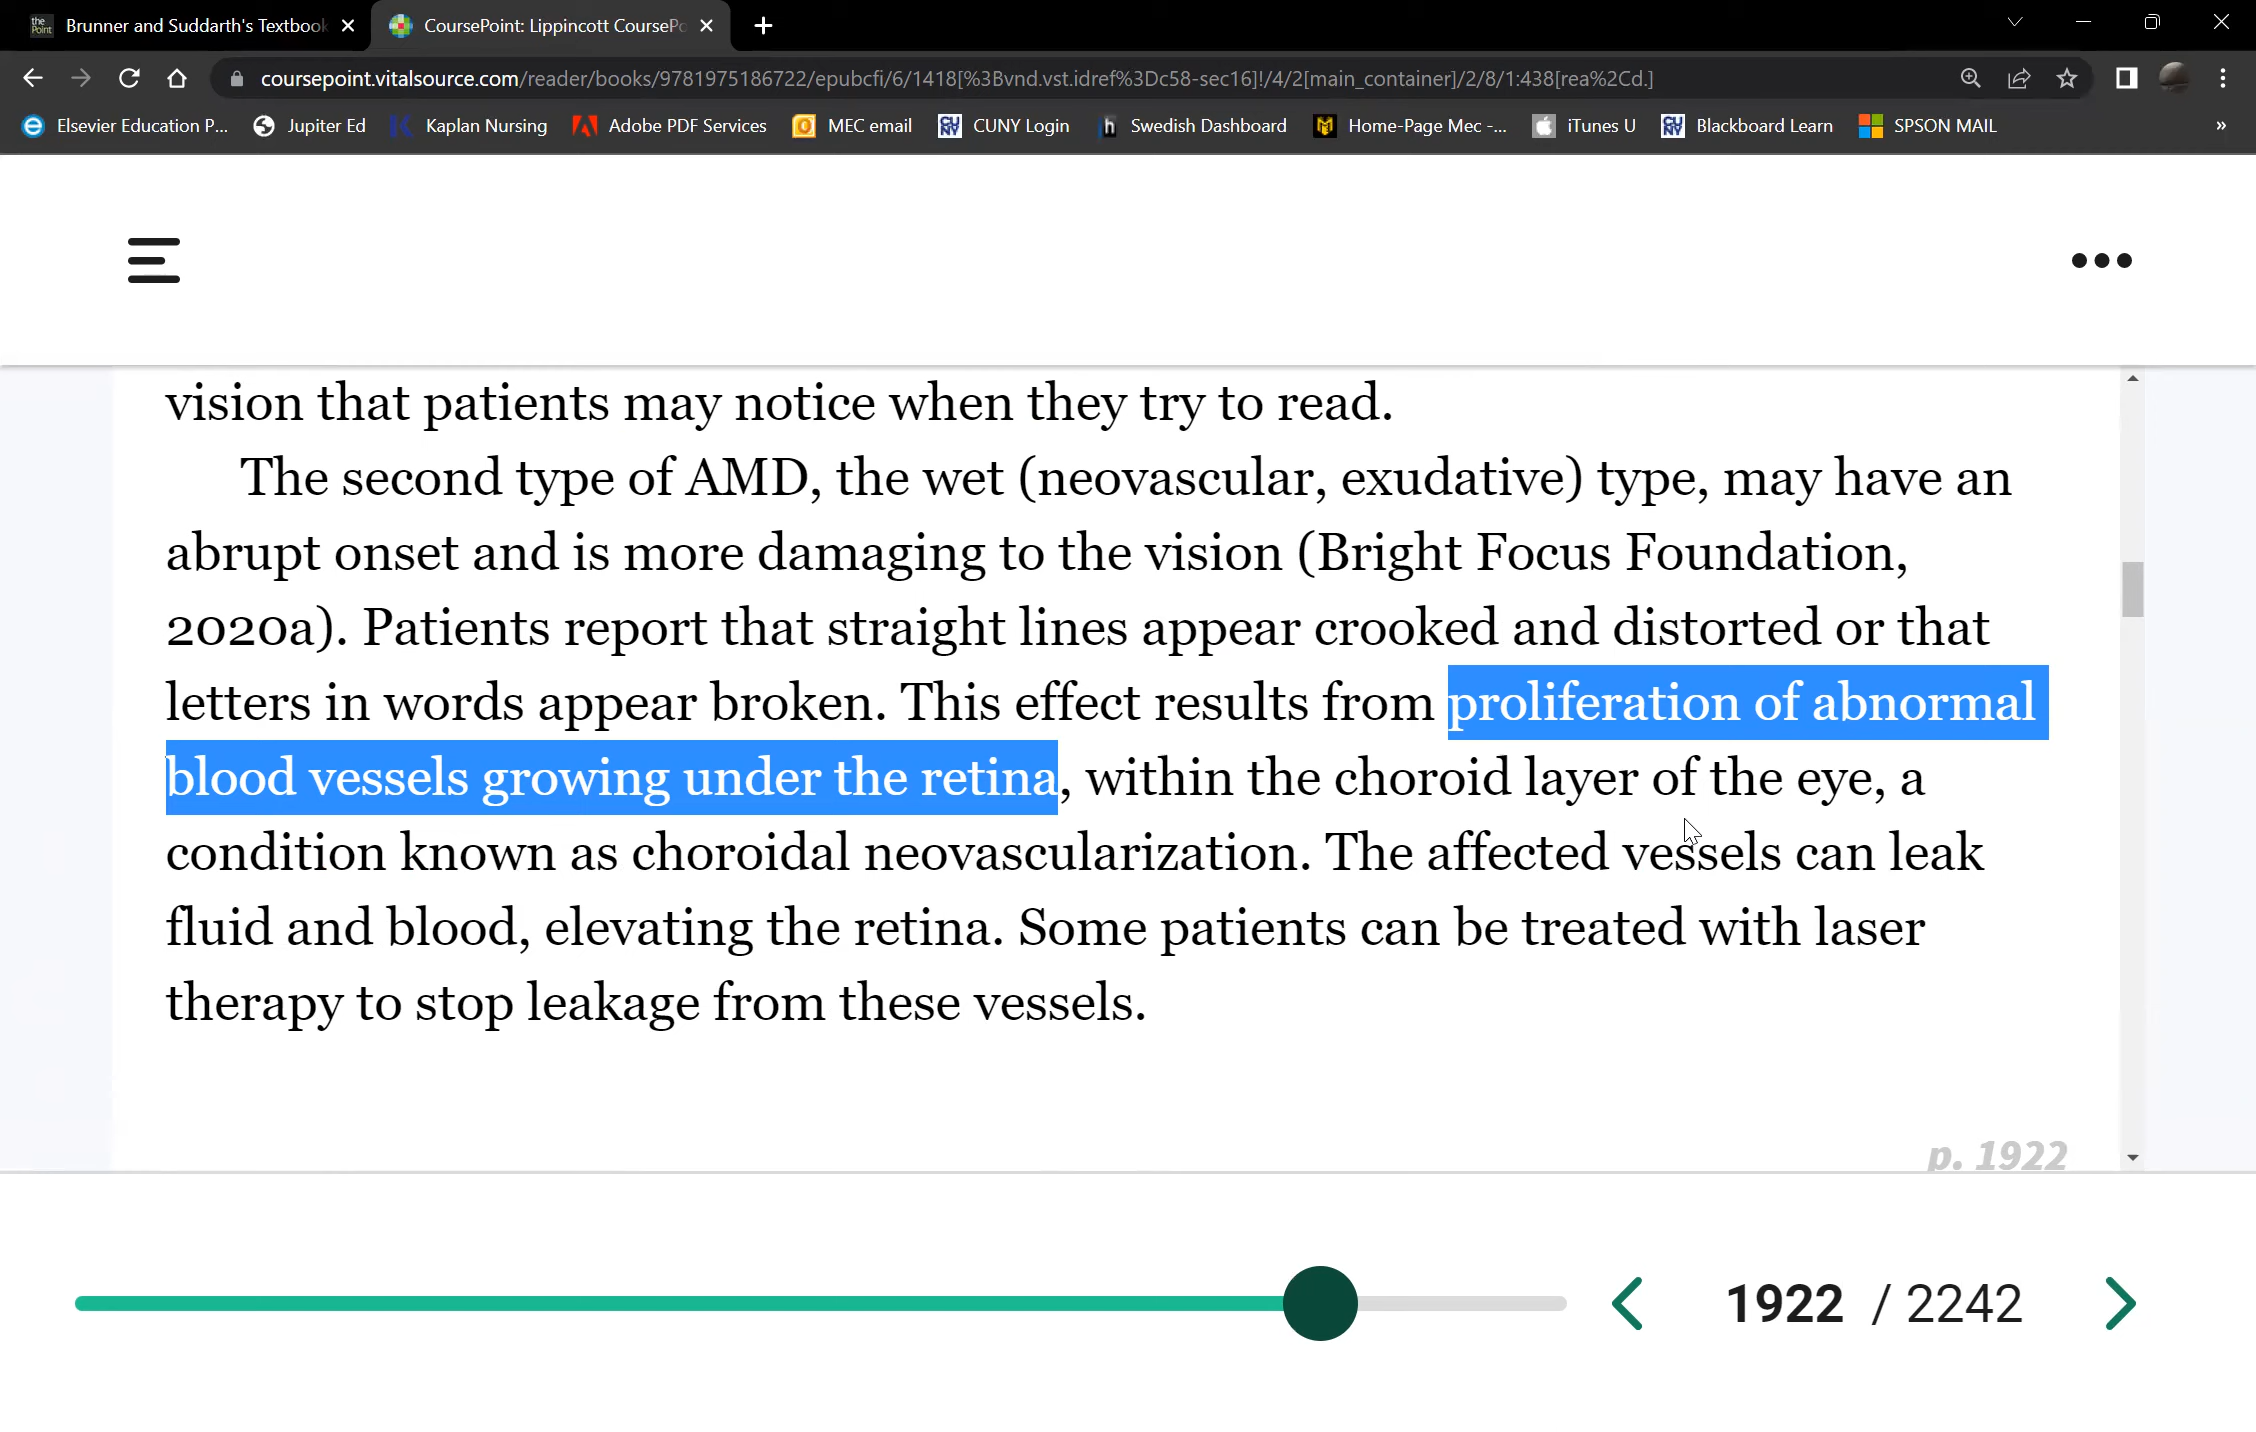 the Point
Brunner and Suddarth's Textbook
CoursePoint: Lippincott CoursePo
coursepoint.vitalsource.com/reader/books/9781975186722/epubcfi/6/1418[%3Bvnd.vst.idref%3Dc58-sec16]!/4/2[main_container]/2/8/1:438[rea%2Cd.]
Elsevier Education P...
Jupiter Ed
Kaplan Nursing
Adobe PDF Services
MEC email
CUNY Login
Swedish Dashboard
Home-Page Mec -...
iTunes U
Blackboard Learn
SPSON MAIL
»
vision that patients may notice when they try to read.
The second type of AMD, the wet (neovascular, exudative) type, may have an
abrupt onset and is more damaging to the vision (Bright Focus Foundation,
2020a). Patients report that straight lines appear crooked and distorted or that
letters in words appear broken. This effect results from proliferation of abnormal
blood vessels growing under the retina, within the choroid layer of the eye, a
condition known as choroidal neovascularization. The affected vessels can leak
fluid and blood, elevating the retina. Some patients can be treated with laser
therapy to stop leakage from these vessels.
p. 1922
1922 / 2242